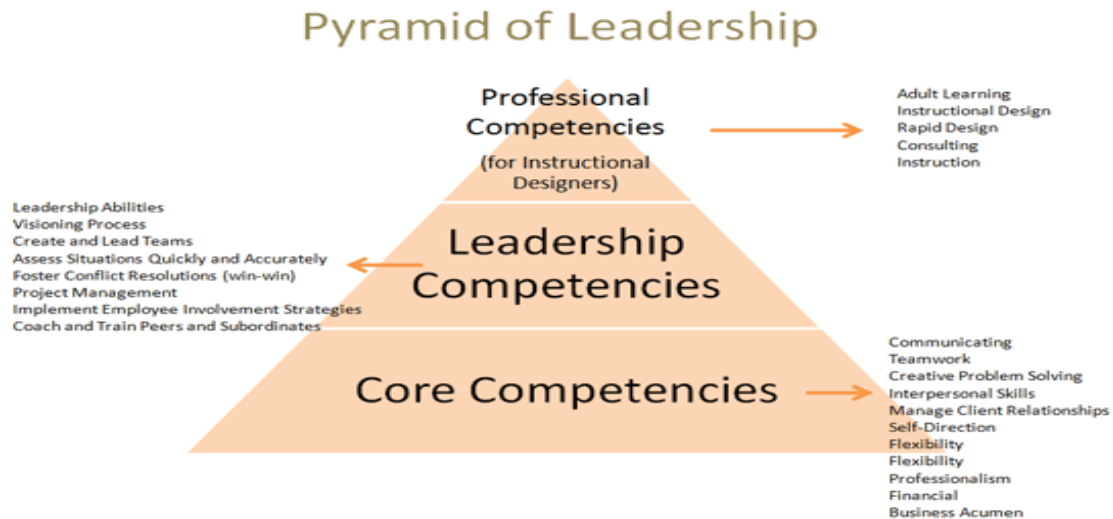 Pyramid of Leadership
Professional
Competencies
(for Instructional
Designers)
Adult Learning
Instructional Design
Rapid Design
Consulting
Instruction
Leadership Abilities
Visioning Process
Create and Lead Teams
Assess Situations Quickly and Accurately
Foster Conflict Resolutions (win-win)
Project Management
Implement Employee Involvement Strategies
Coach and Train Peers and Subordinates
Leadership
Competencies
Core Competencies
Communicating
Teamwork
Creative Problem Solving
Interpersonal Skills
Manage Client Relationships
Self-Direction
Flexibility
Flexibility
Professionalism
Financial
Business Acumen